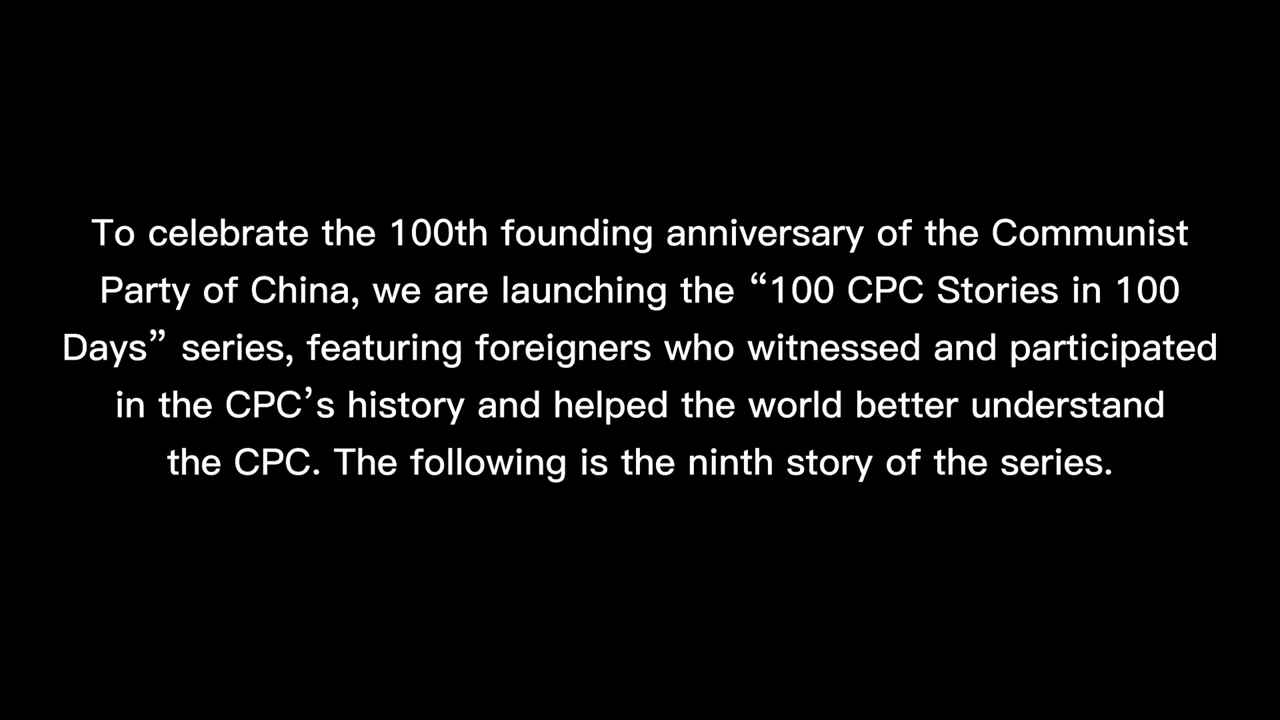 To celebrate the 100th founding anniversary of the Communist
Party of China, we are launching the “100 CPC Stories in 100
Days” series, featuring foreigners who witnessed and participated
in the CPC’s history and helped the world better understand
the CPC. The following is the ninth story of the series.